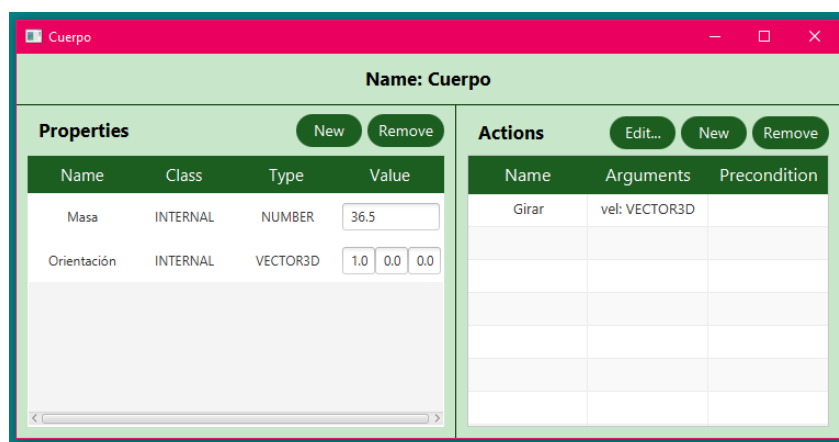 Cuerpo
Name: Cuerpo
Properties New Remove
Name Class Type Value
Masa INTERNAL NUMBER 36.5
Orientación INTERNAL VECTOR3D 1.0 0.0 0.0
Actions Edit... New Remove
Name Arguments Precondition
Girar vel: VECTOR3D